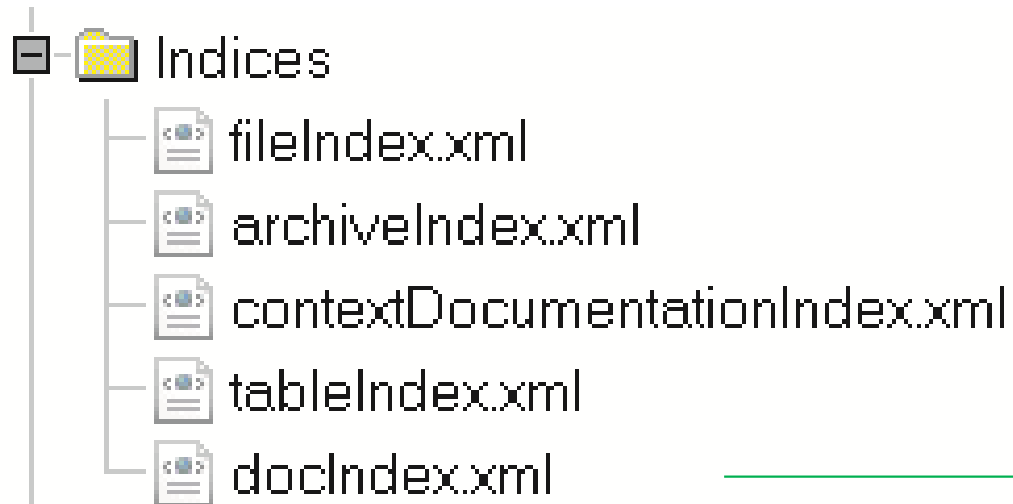 Indices
fileIndex.xml
archiveIndex.xml
contextDocumentationIndex.xml
tableIndex.xml
docIndex.xml